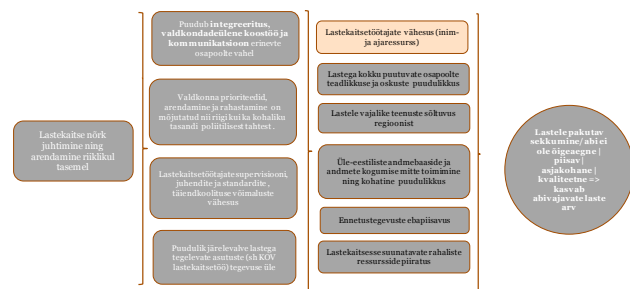 Lastekaitse nõrk
juhtimine ning
arendamine riiklikul
tasemel
Puudub integreeritus,
valdkondadeülene koostöö ja
kommunikatsioon erinevte
osapoolte vahel
Valdkonna prioriteedid,
arendamine ja rahastamine on
mõjutatud nii riigi kui ka kohaliku
tasandi poliitilisest tahtest .
Lastekaitsetöötajate supervisiooni,
juhendite ja standardite ,
täiendkoolituse võimaluste
vähesus
Puudulik järelevalve lastega
tegelevate asutuste (sh KOV
lastekaitsetöö) tegevuse üle
Lastekaitsetöötajate vähesus (inim-
ja ajaressurss)
Lastega kokku puutuvate osapoolte
teadlikkuse ja oskuste puudulikkus
Lastele vajalike teenuste sõltuvus
regioonist
Üle-eestiliste andmebaaside ja
andmete kogumise mitte toimimine
ning kohatine puudulikkus
Ennetustegevuste ebapiisavus
Lastekaitsesse suunatavate rahaliste
ressursside piiratus
Lastele pakutav
sekkumine/abi ei
ole õigeaegne |
piisav |
asjakohane |
kvaliteetne =>
kasvab
abivajavate laste
arv